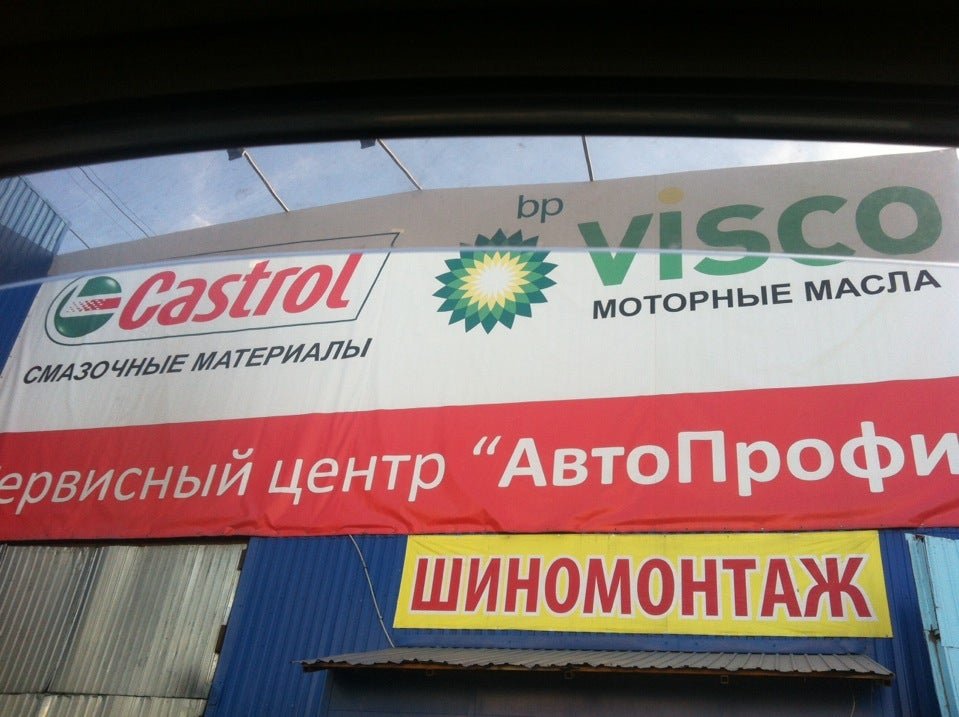 Castrol
СМАЗОЧНЫЕ МАТЕРИАЛЫ
bp
visco
МОТОРНЫЕ МАСЛА
ервисный центр "АвтоПрофи
ШИНОМОНТАЖ